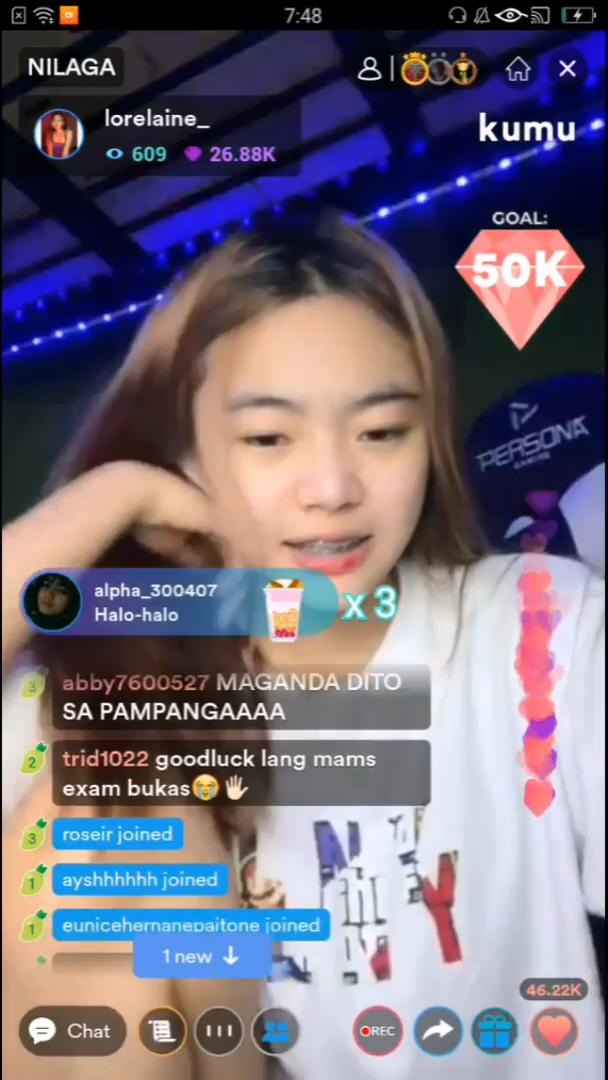 7:48
NILAGA
lorelaine_
609 26.88K
kumu
GOAL:
50K
PERSONA
GAMING
alpha_300407
Halo-halo
x 3
3 abby7600527 MAGANDA DITO
SA PAMPANGAAAA
2 trid1022 goodluck lang mams
exam bukas😭🖐🏻
3 roseir joined
1 ayshhhhhh joined
1 eunicehernanepaitone joined
1 new ↓
46.22K
Chat
REC